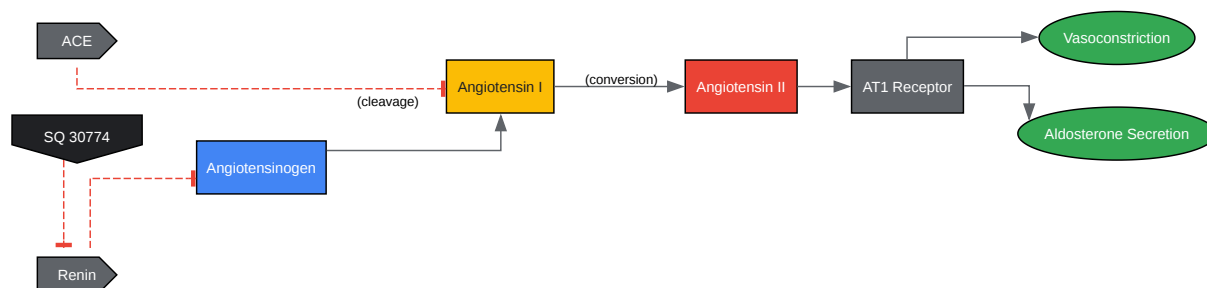 ACE
Vasoconstriction
Angiotensin I
(conversion)
Angiotensin II
AT1 Receptor
(cleavage)
SQ 30774
Aldosterone Secretion
Angiotensinogen
Renin